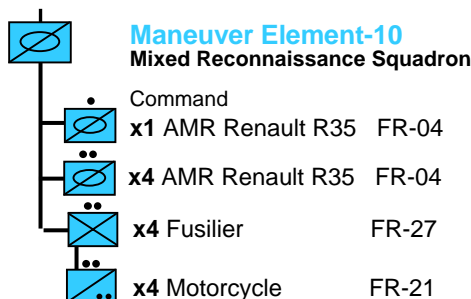 Maneuver Element-10
Mixed Reconnaissance Squadron
Command
x1 AMR Renault R35 FR-04
x4 AMR Renault R35 FR-04
x4 Fusilier FR-27
x4 Motorcycle FR-21